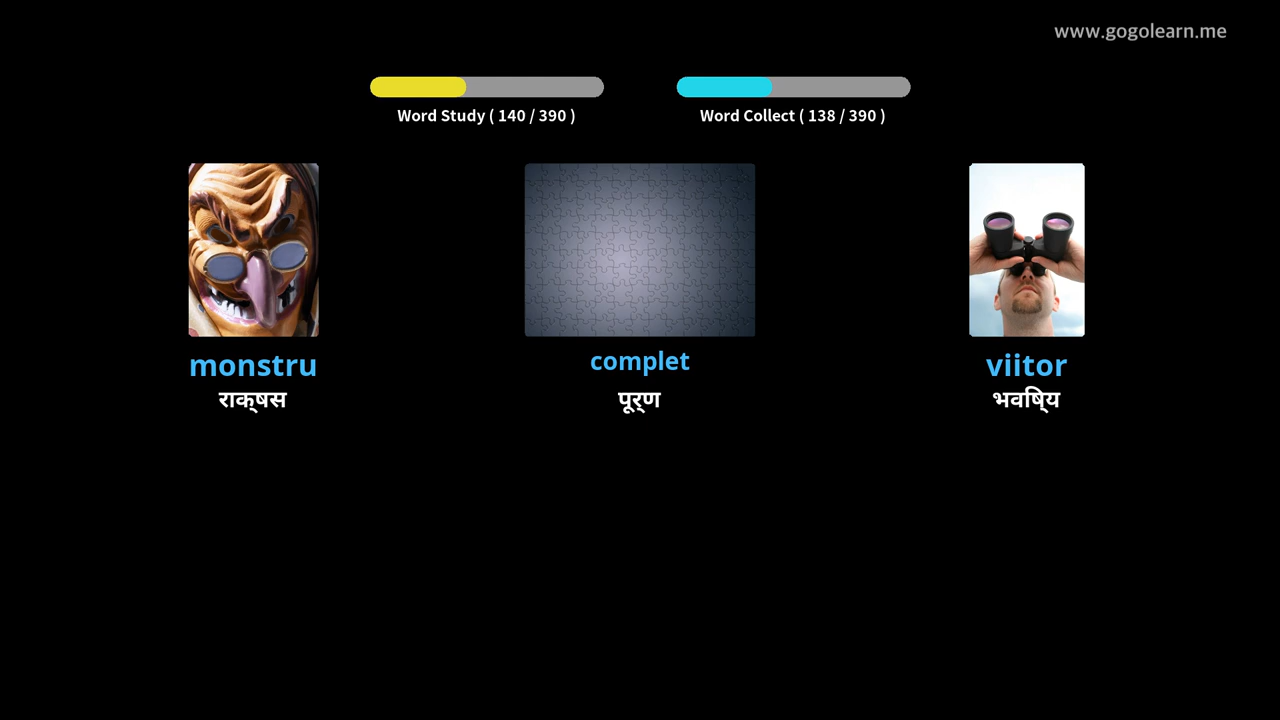 www.gogolearn.me
Word Study ( 140 / 390 )
Word Collect ( 138 / 390 )
monstru
complet
viitor
राक्षस
पूर्ण
भविष्य